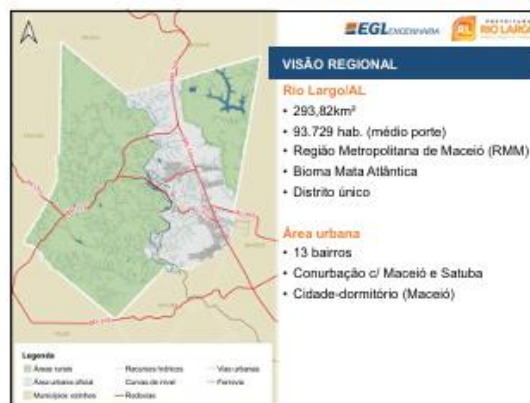 EGL ENGENHARIA
PREFEITURA
RIO LARGO
VISÃO REGIONAL
Rio Largo/AL
• 293,82km²
• 93.729 hab. (médio porte)
• Região Metropolitana de Maceió (RMM)
• Bioma Mata Atlântica
• Distrito único
Área urbana
• 13 bairros
• Conurbação c/ Maceió e Satuba
• Cidade-dormitório (Maceió)
Legenda
Áreas rurais
Recursos hídricos
Vias urbanas
Área urbana oficial
Curvas de nível
Ferrovia
Municípios vizinhos
Rodovias